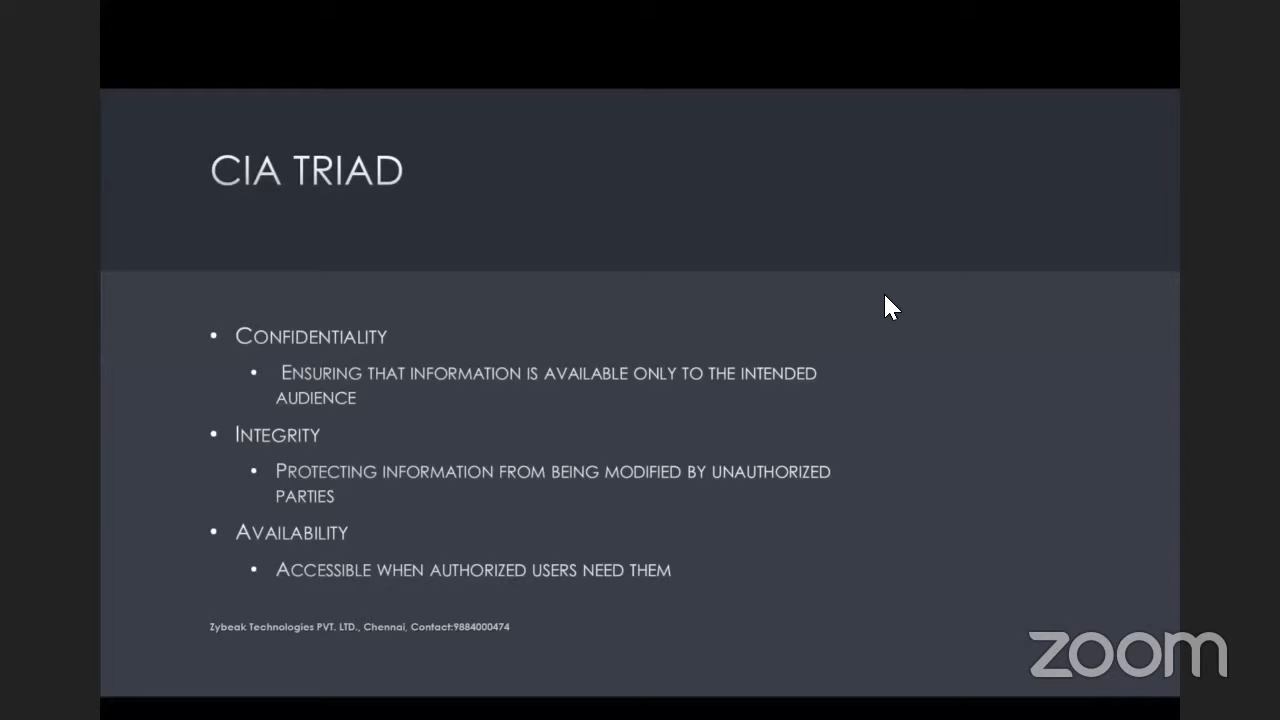 CIA TRIAD
• CONFIDENTIALITY
• ENSURING THAT INFORMATION IS AVAILABLE ONLY TO THE INTENDED
AUDIENCE
• INTEGRITY
• PROTECTING INFORMATION FROM BEING MODIFIED BY UNAUTHORIZED
PARTIES
• AVAILABILITY
• ACCESSIBLE WHEN AUTHORIZED USERS NEED THEM
Zybeak Technologies PVT. LTD., Chennai, Contact:9884000474
zoom